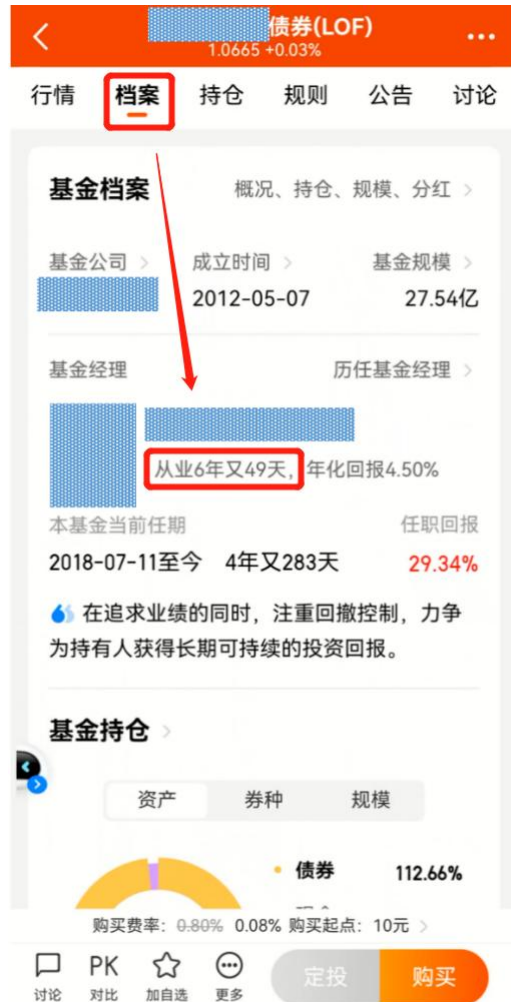 债券(LOF)
1.0665 +0.03%
行情 档案 持仓 规则 公告 讨论
基金档案 概况、持仓、规模、分红
基金公司 成立时间 基金规模
2012-05-07 27.54亿
基金经理 历任基金经理
从业6年又49天，年化回报4.50%
本基金当前任期 任职回报
2018-07-11至今 4年又283天 29.34%
在追求业绩的同时，注重回撤控制，力争
为持有人获得长期可持续的投资回报。
基金持仓
资产 券种 规模
债券 112.66%
购买费率：0.80% 0.08% 购买起点：10元
PK 定投 购买
讨论 对比 加自选 更多